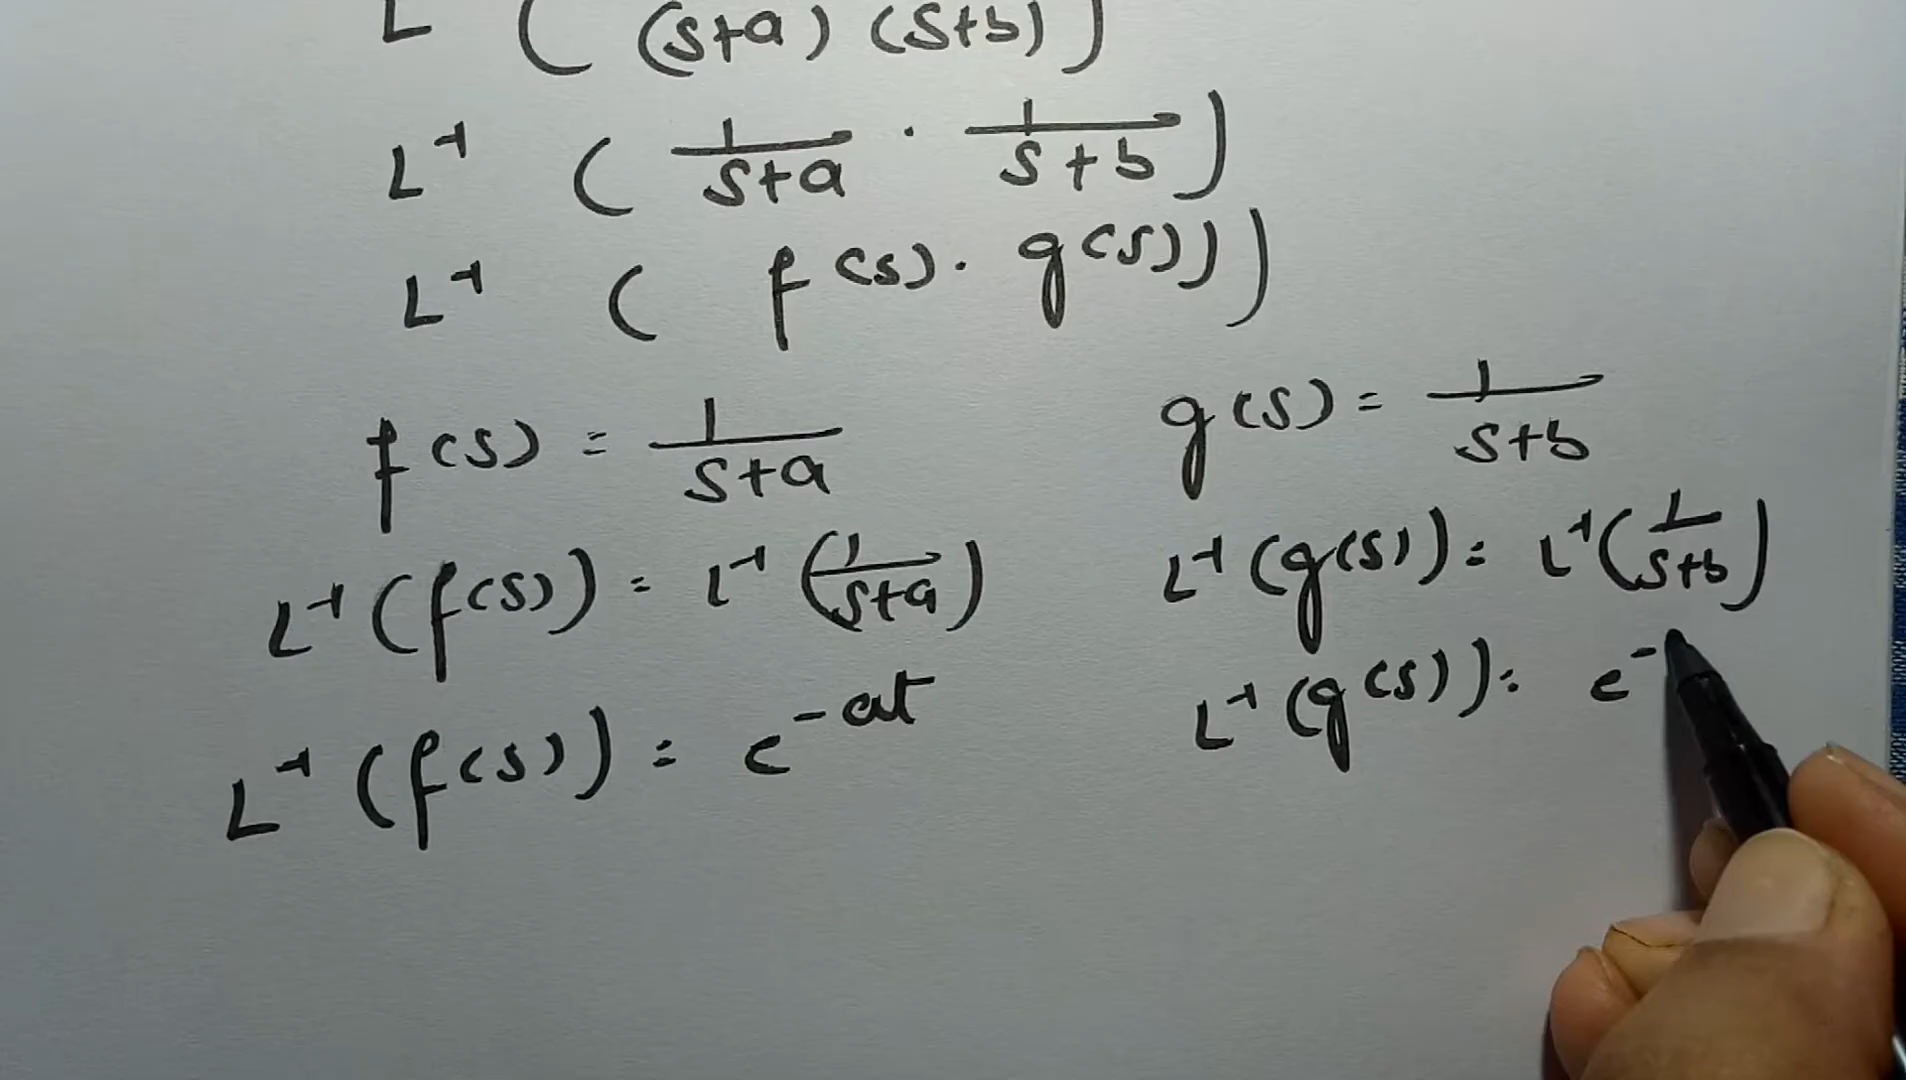 L ( (s+a) (s+b) )
L⁻¹ ( 1/(s+a) · 1/(s+b) )
L⁻¹ ( f(s) · g(s)) )
f(s) = 1/(s+a)
g(s) = 1/(s+b)
L⁻¹(f(s)) = L⁻¹(1/(s+a))
L⁻¹(g(s)) = L⁻¹(1/(s+b))
L⁻¹(f(s)) = e^-at
L⁻¹(g(s)) = e^-